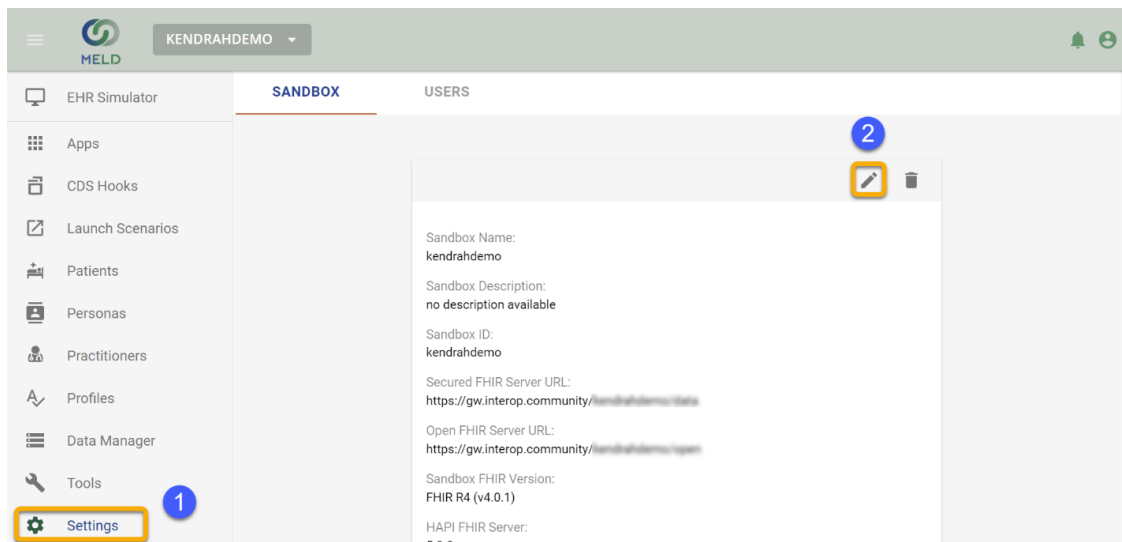 MELD
KENDRAHDEMO
EHR Simulator
Apps
CDS Hooks
Launch Scenarios
Patients
Personas
Practitioners
Profiles
Data Manager
Tools
1
Settings
SANDBOX
USERS
2
Sandbox Name:
kendrahdemo
Sandbox Description:
no description available
Sandbox ID:
kendrahdemo
Secured FHIR Server URL:
https://gw.interop.community/
Open FHIR Server URL:
https://gw.interop.community/
Sandbox FHIR Version:
FHIR R4 (v4.0.1)
HAPI FHIR Server: